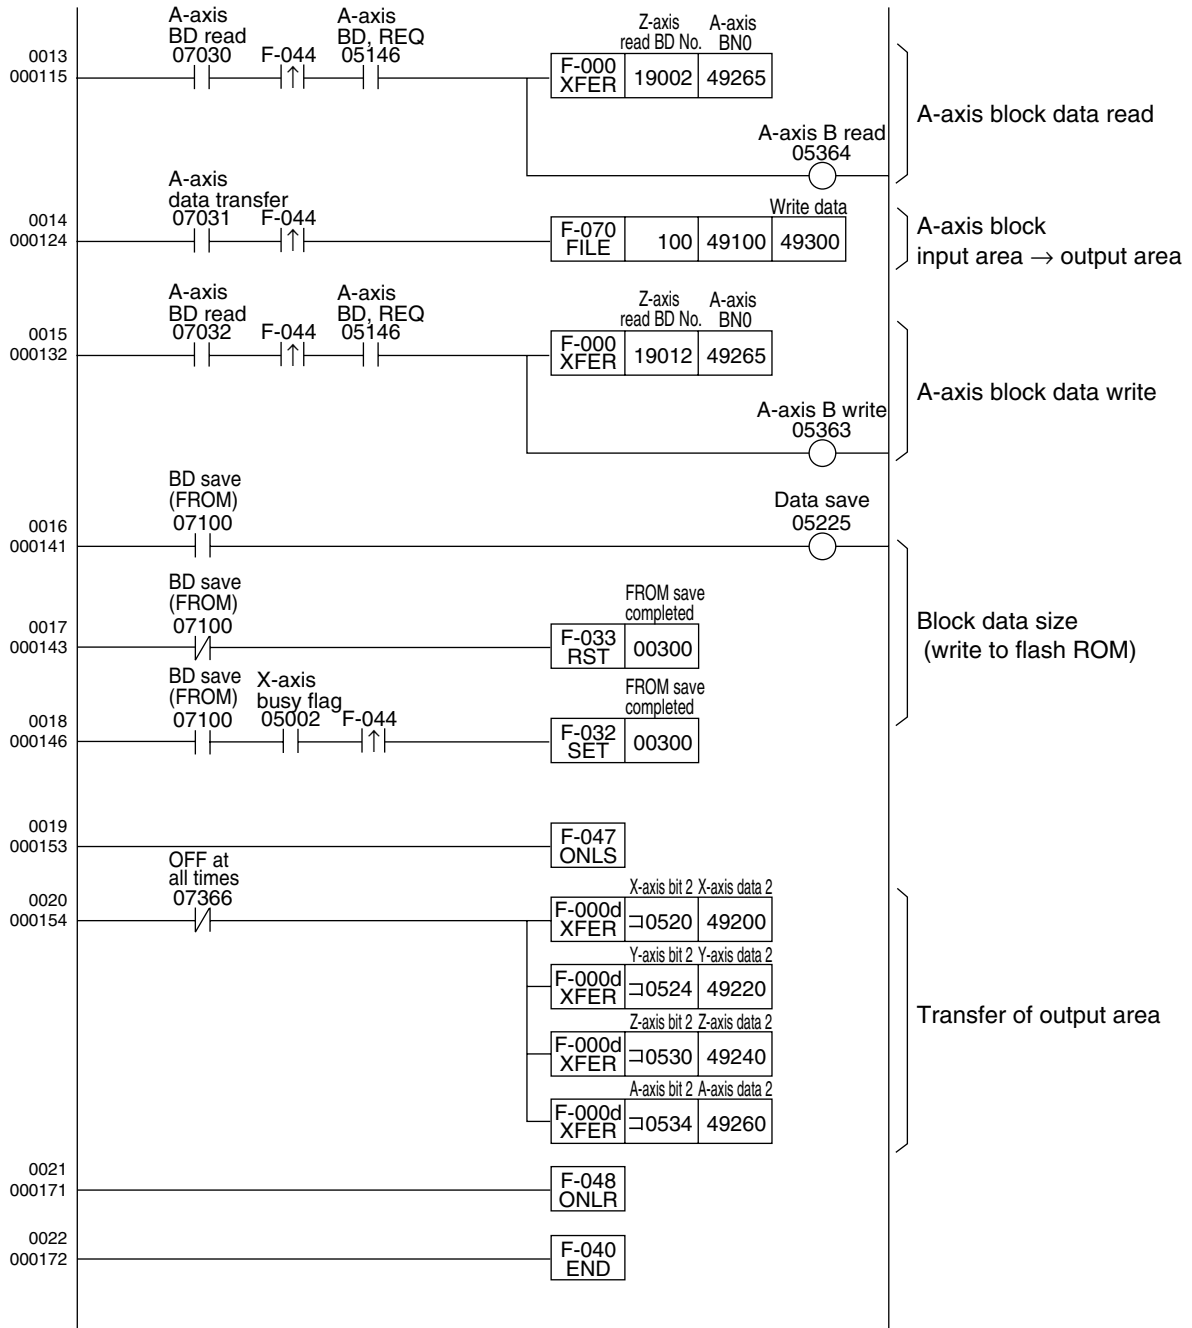 A-axis
BD read
07030
F-044
A-axis
BD, REQ
05146
0013
000115
F-000
XFER
Z-axis
read BD No.
19002
A-axis
BN0
49265
A-axis B read
05364
A-axis block data read
A-axis
data transfer
07031
F-044
0014
000124
F-070
FILE
100
49100
Write data
49300
A-axis block
input area → output area
A-axis
BD read
07032
F-044
A-axis
BD, REQ
05146
0015
000132
F-000
XFER
Z-axis
read BD No.
19012
A-axis
BN0
49265
A-axis B write
05363
A-axis block data write
BD save
(FROM)
07100
0016
000141
Data save
05225
BD save
(FROM)
07100
0017
000143
F-033
RST
FROM save
completed
00300
Block data size
(write to flash ROM)
BD save
(FROM)
07100
X-axis
busy flag
05002
F-044
0018
000146
F-032
SET
FROM save
completed
00300
0019
000153
F-047
ONLS
OFF at
all times
07366
0020
000154
X-axis bit 2 X-axis data 2
F-000d
XFER
⊐0520
49200
Y-axis bit 2 Y-axis data 2
F-000d
XFER
⊐0524
49220
Z-axis bit 2 Z-axis data 2
F-000d
XFER
⊐0530
49240
A-axis bit 2 A-axis data 2
F-000d
XFER
⊐0534
49260
Transfer of output area
0021
000171
F-048
ONLR
0022
000172
F-040
END